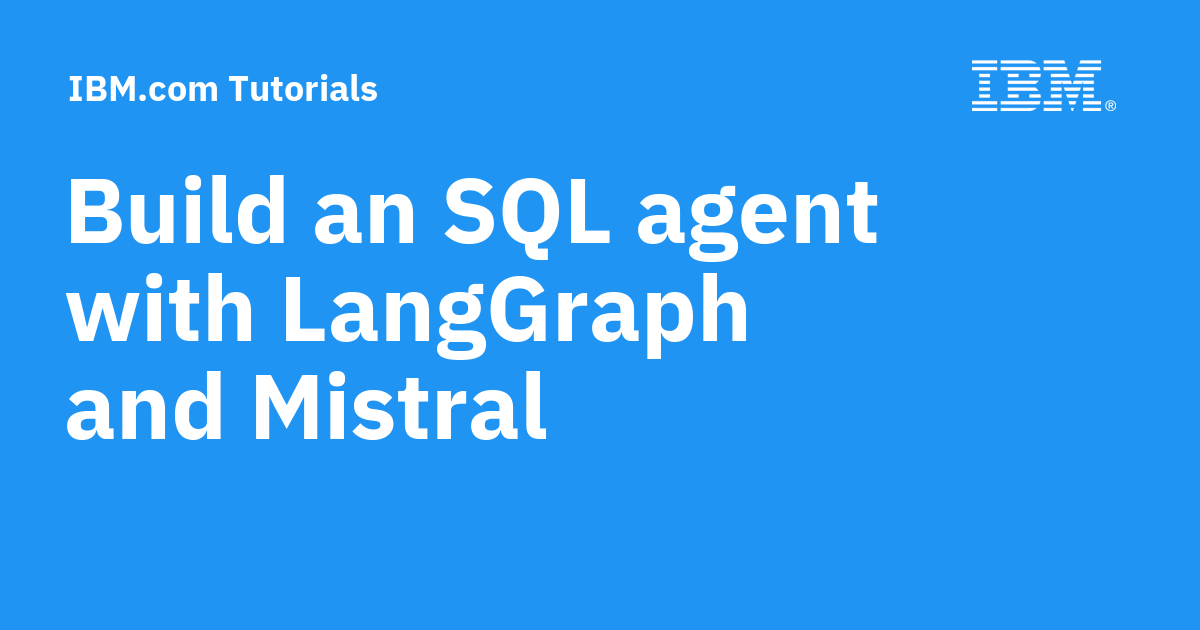 IBM.com Tutorials
IBM®
Build an SQL agent
with LangGraph
and Mistral